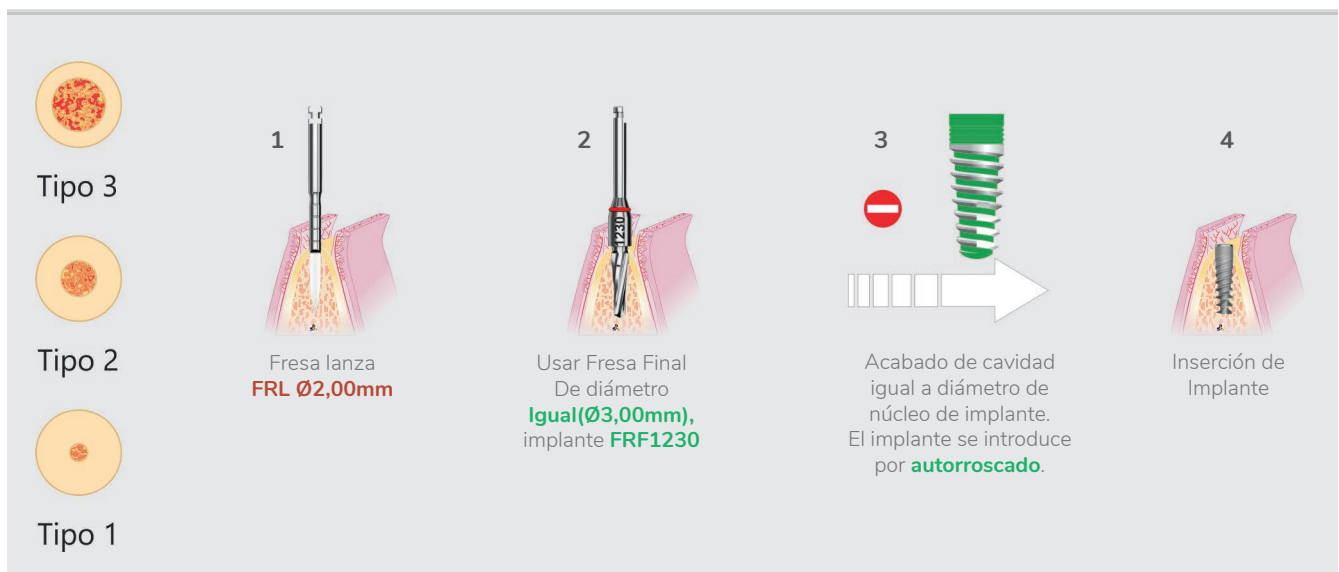 Tipo 3
Tipo 2
Tipo 1
1
Fresa lanza
FRL Ø2,00mm
2
1230
Usar Fresa Final
De diámetro
Igual(Ø3,00mm),
implante FRF1230
3
Acabado de cavidad
igual a diámetro de
núcleo de implante.
El implante se introduce
por autorroscado.
4
Inserción de
Implante